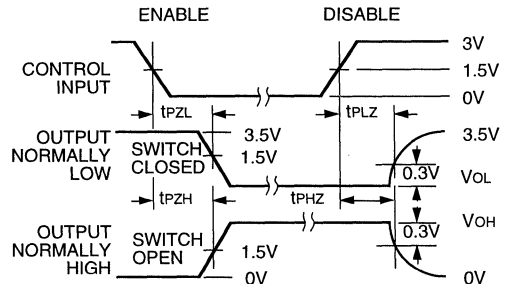 ENABLE
DISABLE
3V
CONTROL
INPUT
1.5V
0V
tPZL
tPLZ
OUTPUT
NORMALLY
LOW
SWITCH
CLOSED
3.5V
1.5V
3.5V
0.3V
VOL
tPZH
tPHZ
VOH
0.3V
OUTPUT
NORMALLY
HIGH
SWITCH
OPEN
1.5V
0V
0V